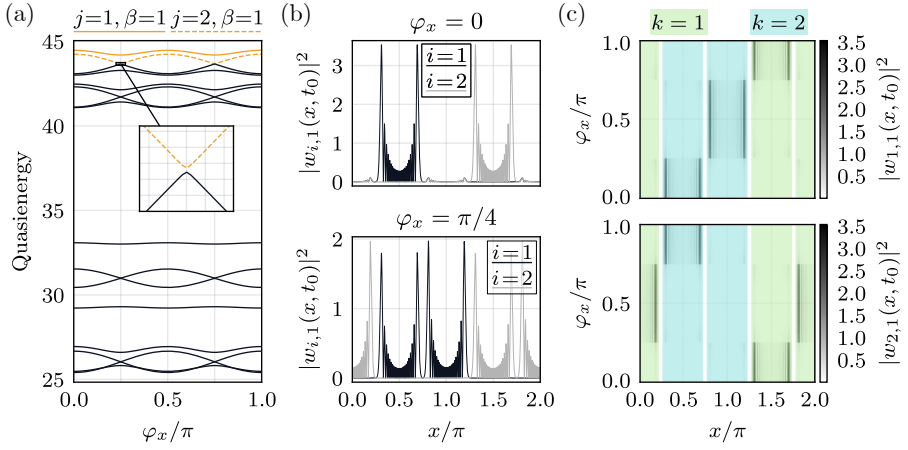 (a)
j=1, β=1 j=2, β=1
45
40
35
30
25
Quasienergy
0.0 0.5 1.0
φx/π
(b)
φx = 0
i=1
i=2
3
2
1
0
|wi,1(x, t0)|²
φx = π/4
i=1
i=2
2
1
0
|wi,1(x, t0)|²
0.0 0.5 1.0 1.5 2.0
x/π
(c)
k = 1 k = 2
1.0
0.5
0.0
φx/π
3.5
3.0
2.5
2.0
1.5
1.0
0.5
|w1,1(x, t0)|²
1.0
0.5
0.0
φx/π
3.5
3.0
2.5
2.0
1.5
1.0
0.5
|w2,1(x, t0)|²
0.0 0.5 1.0 1.5 2.0
x/π